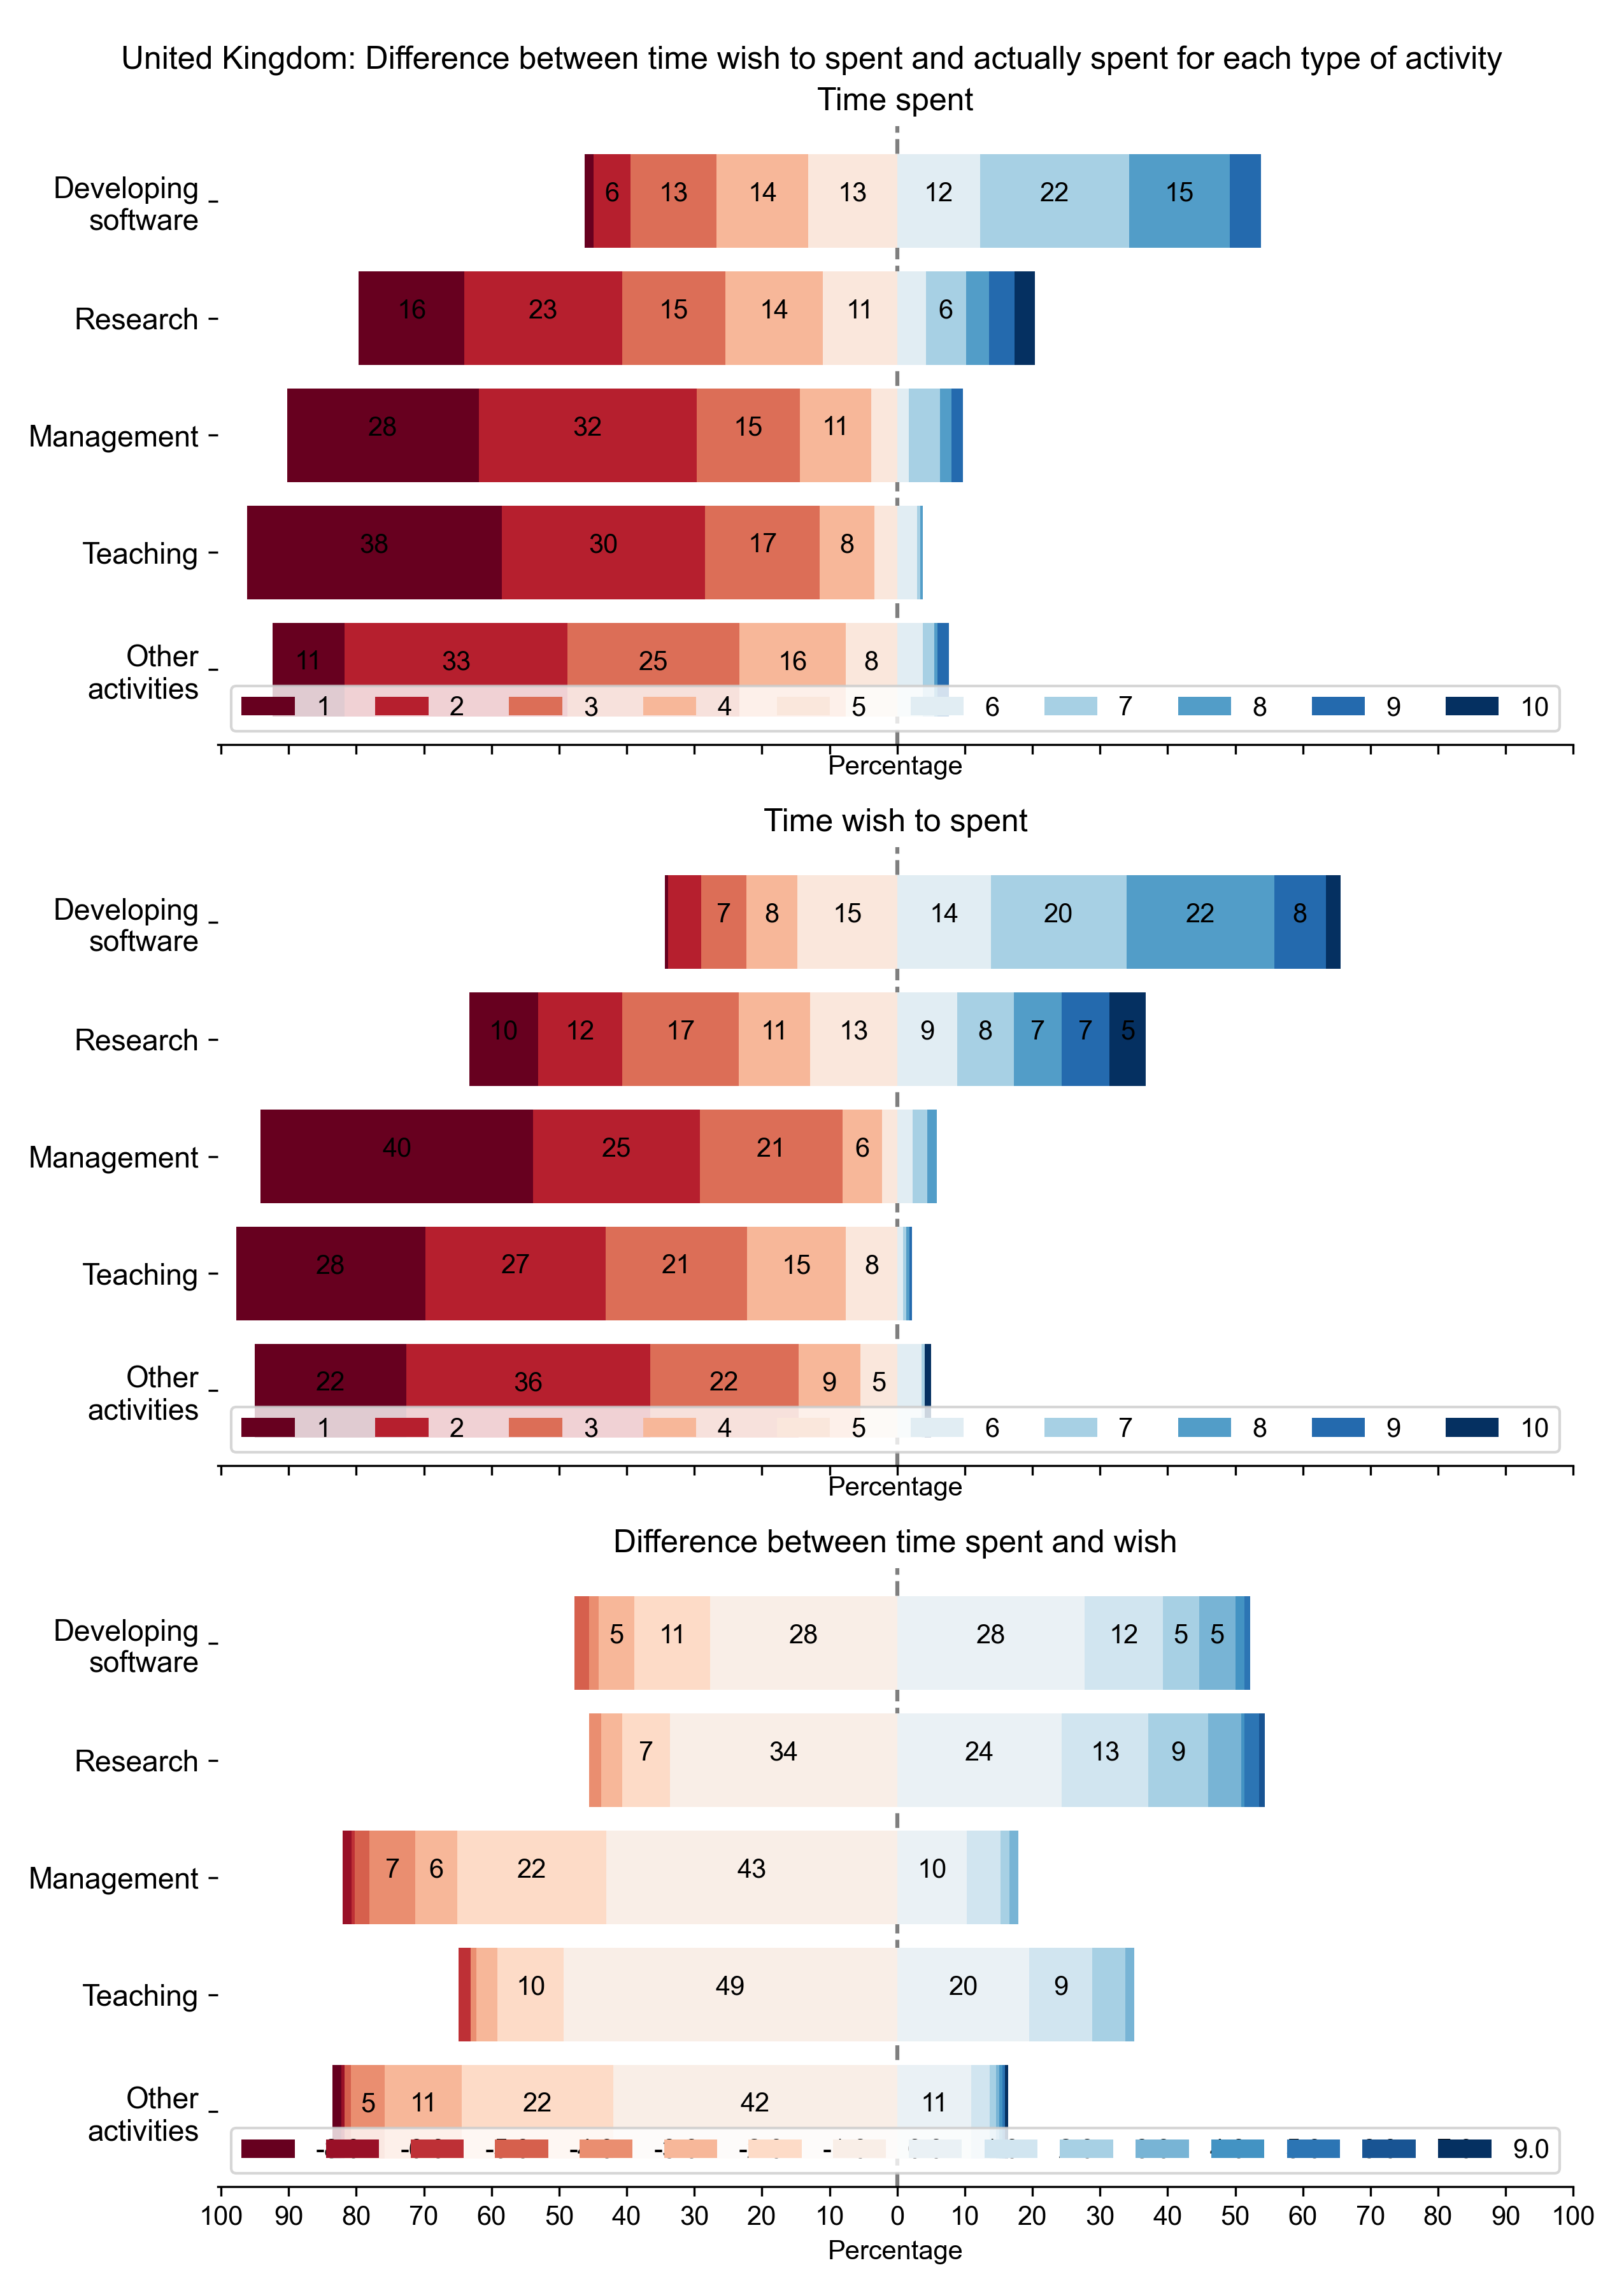 United Kingdom: Difference between time wish to spent and actually spent for each type of activity
Time spent
Developing
software
6 13 14 13 12 22 15
Research
16 23 15 14 11 6
Management
28 32 15 11
Teaching
38 30 17 8
Other
activities
11 33 25 16 8
1 2 3 4 5 6 7 8 9 10
Percentage
Time wish to spent
Developing
software
7 8 15 14 20 22 8
Research
10 12 17 11 13 9 8 7 7 5
Management
40 25 21 6
Teaching
28 27 21 15 8
Other
activities
22 36 22 9 5
1 2 3 4 5 6 7 8 9 10
Percentage
Difference between time spent and wish
Developing
software
5 11 28 28 12 5 5
Research
7 34 24 13 9
Management
7 6 22 43 10
Teaching
10 49 20 9
Other
activities
5 11 22 42 11
9.0
100 90 80 70 60 50 40 30 20 10 0 10 20 30 40 50 60 70 80 90 100
Percentage